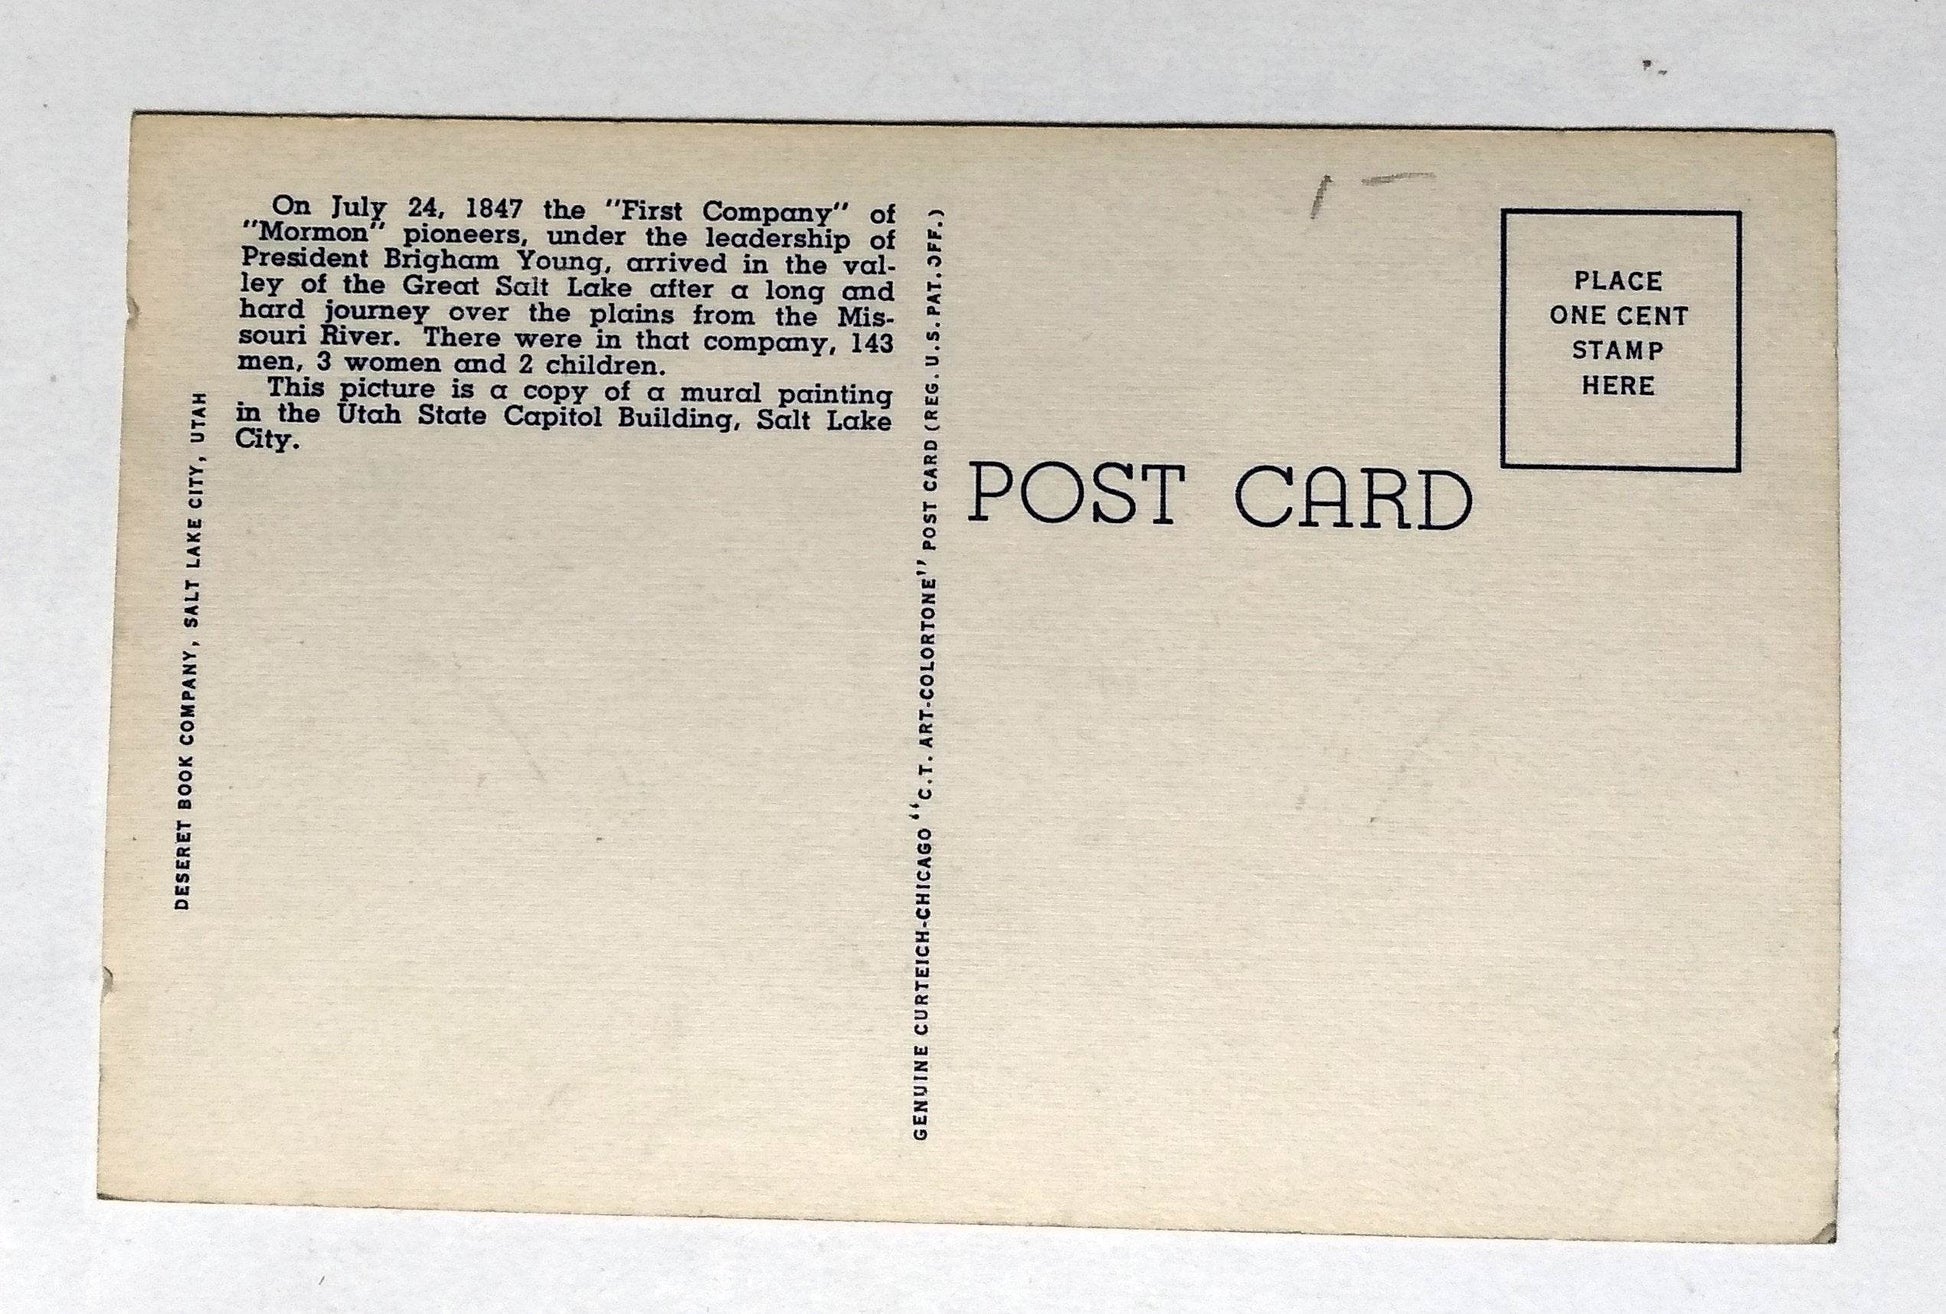 On July 24, 1847 the "First Company" of
"Mormon" pioneers, under the leadership of
President Brigham Young, arrived in the val-
ley of the Great Salt Lake after a long and
hard journey over the plains from the Mis-
souri River. There were in that company, 143
men, 3 women and 2 children.
This picture is a copy of a mural painting
in the Utah State Capitol Building, Salt Lake
City.
DESERET BOOK COMPANY, SALT LAKE CITY, UTAH
GENUINE CURTEICH-CHICAGO "C.T. ART-COLORTONE" POST CARD (REG. U.S. PAT. OFF.)
POST CARD
1 -
PLACE
ONE CENT
STAMP
HERE